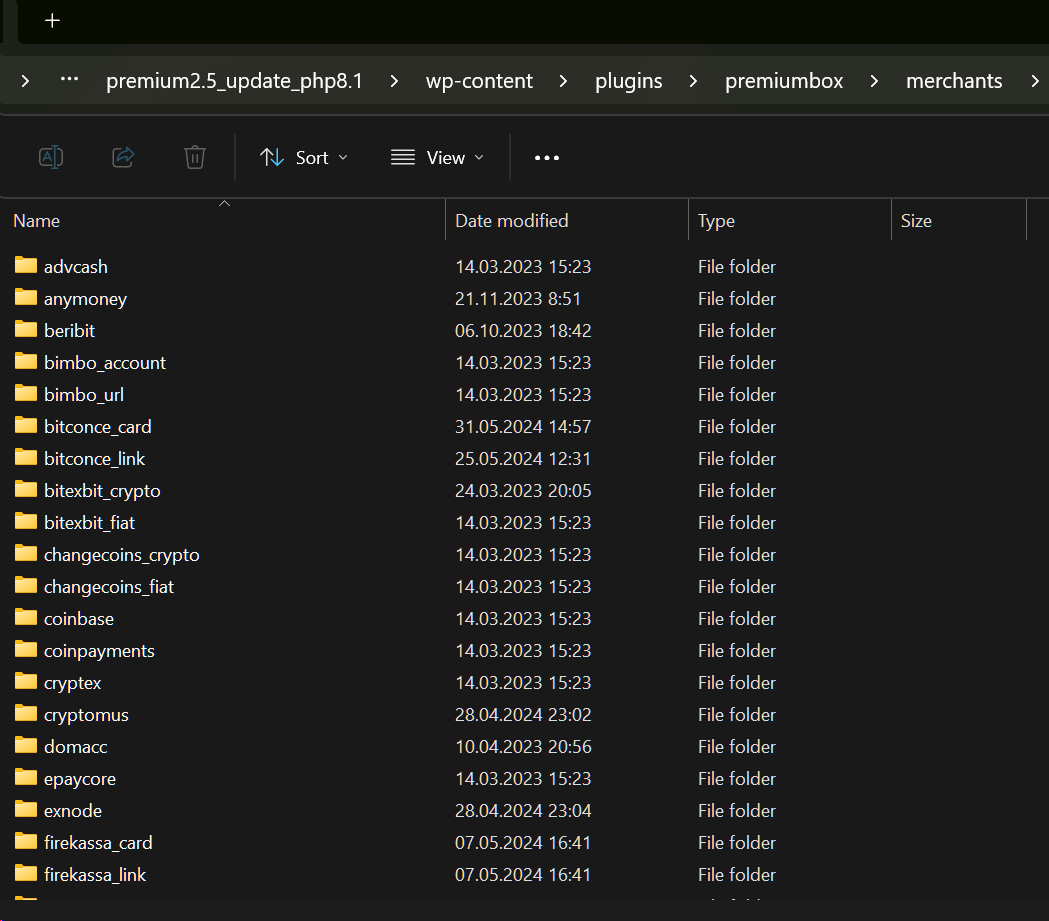 premium2.5_update_php8.1 > wp-content > plugins > premiumbox > merchants >
Sort View
Name Date modified Type Size
advcash 14.03.2023 15:23 File folder
anymoney 21.11.2023 8:51 File folder
beribit 06.10.2023 18:42 File folder
bimbo_account 14.03.2023 15:23 File folder
bimbo_url 14.03.2023 15:23 File folder
bitconce_card 31.05.2024 14:57 File folder
bitconce_link 25.05.2024 12:31 File folder
bitexbit_crypto 24.03.2023 20:05 File folder
bitexbit_fiat 14.03.2023 15:23 File folder
changecoins_crypto 14.03.2023 15:23 File folder
changecoins_fiat 14.03.2023 15:23 File folder
coinbase 14.03.2023 15:23 File folder
coinpayments 14.03.2023 15:23 File folder
cryptex 14.03.2023 15:23 File folder
cryptomus 28.04.2024 23:02 File folder
domacc 10.04.2023 20:56 File folder
epaycore 14.03.2023 15:23 File folder
exnode 28.04.2024 23:04 File folder
firekassa_card 07.05.2024 16:41 File folder
firekassa_link 07.05.2024 16:41 File folder